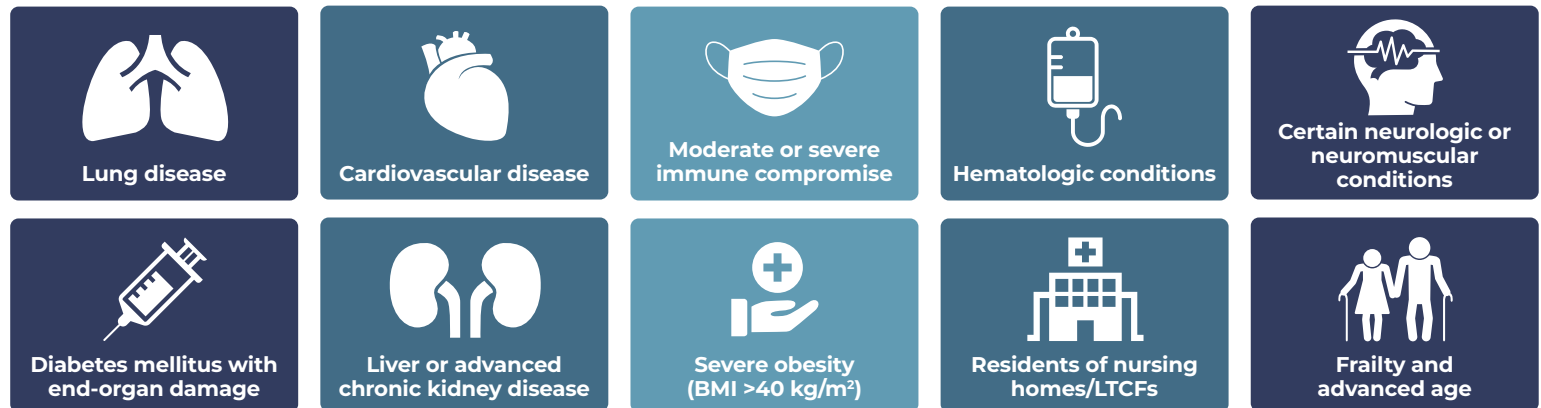 Lung disease
Cardiovascular disease
Moderate or severe
immune compromise
Hematologic conditions
Certain neurologic or
neuromuscular
conditions
Diabetes mellitus with
end-organ damage
Liver or advanced
chronic kidney disease
Severe obesity
(BMI >40 kg/m²)
Residents of nursing
homes/LTCFs
Frailty and
advanced age